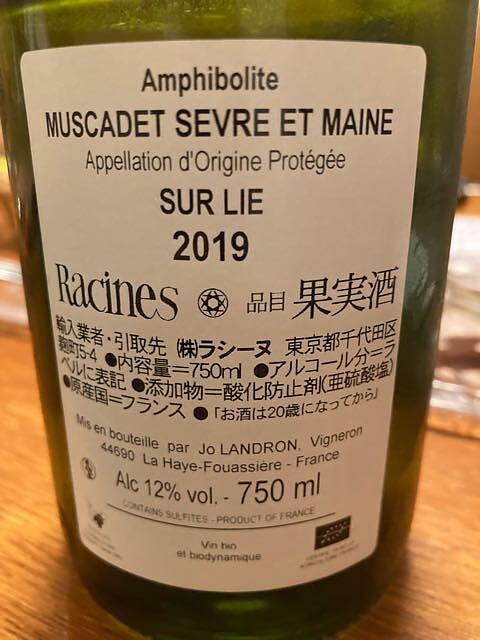 Amphibolite
MUSCADET SEVRE ET MAINE
Appellation d'Origine Protégée
SUR LIE
2019
Racines 品目 果実酒
輸入業者・引取先 (株)ラシーヌ 東京都千代田区
麹町5-4 ●内容量=750ml ●アルコール分=ラ
ベルに表記 ●添加物=酸化防止剤(亜硫酸塩)
●原産国=フランス ●「お酒は20歳になってから」
Mis en bouteille par Jo LANDRON, Vigneron
44690 La Haye-Fouassière - France
Alc 12% vol. - 750 ml
CONTAINS SULFITES - PRODUCT OF FRANCE
Vin bio
et biodynamique